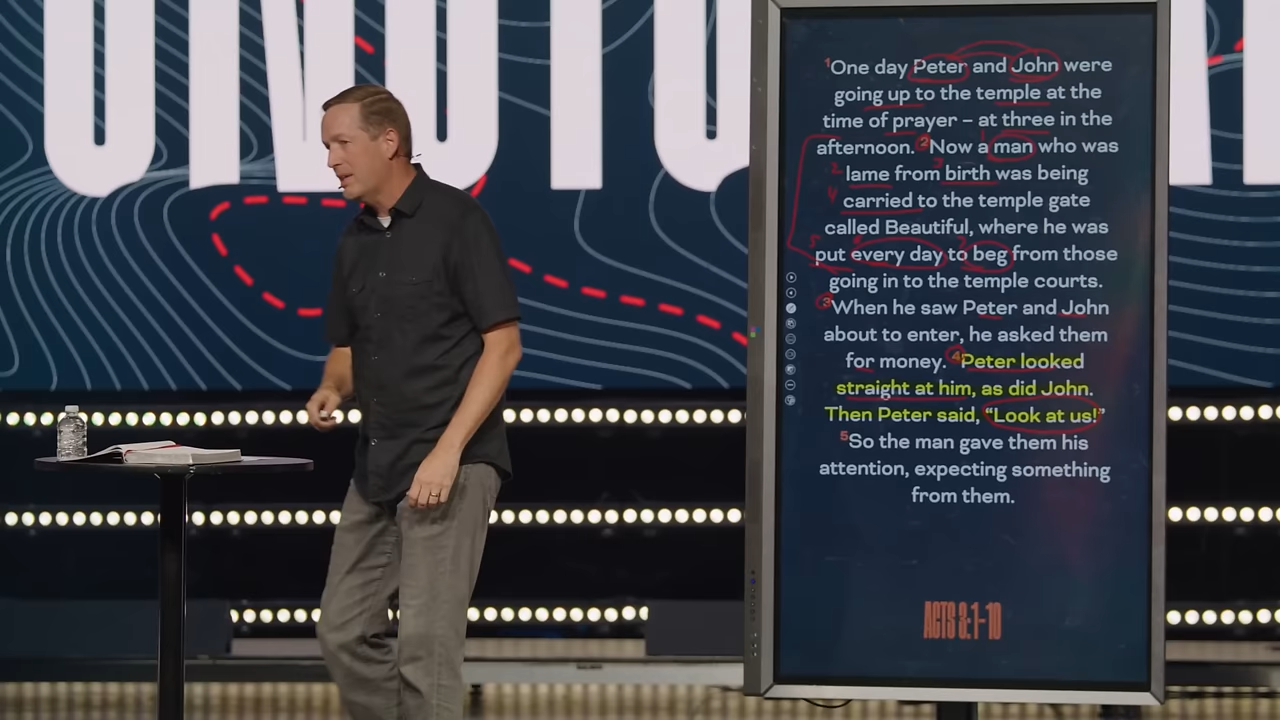 ¹One day Peter and John were
going up to the temple at the
time of prayer – at three in the
afternoon. ²Now a man who was
lame from birth was being
carried to the temple gate
called Beautiful, where he was
put every day to beg from those
going in to the temple courts.
³When he saw Peter and John
about to enter, he asked them
for money. ⁴Peter looked
straight at him, as did John.
Then Peter said, “Look at us!”
⁵So the man gave them his
attention, expecting something
from them.
ACTS 3:1-10